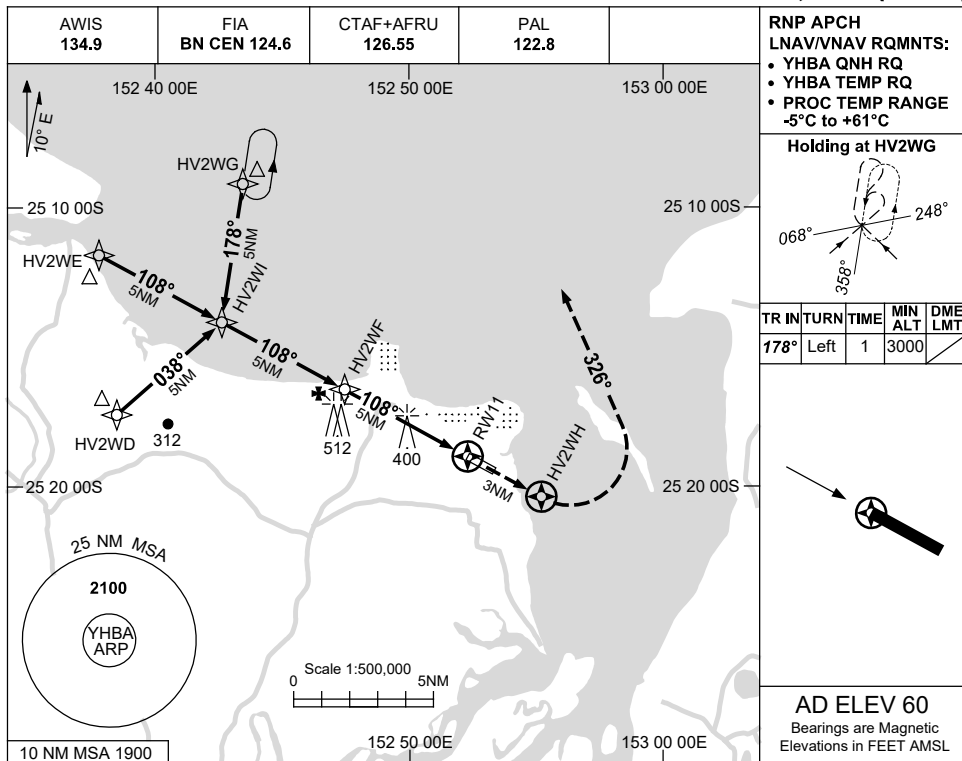 AWIS
134.9
FIA
BN CEN 124.6
CTAF+AFRU
126.55
PAL
122.8
RNP APCH
LNAV/VNAV RQMNTS:
• YHBA QNH RQ
• YHBA TEMP RQ
• PROC TEMP RANGE
-5°C to +61°C
152 40 00E
152 50 00E
153 00 00E
10° E
HV2WG
Holding at HV2WG
068°
248°
358°
25 10 00S
25 10 00S
178°
5NM
HV2WE
108°
5NM
HV2WI
TR IN TURN TIME MIN ALT DME LMT
178° Left 1 3000
038°
5NM
HV2WD
312
108°
5NM
HV2WF
512
108°
5NM
400
RW11
326°
3NM
HV2WH
25 20 00S
25 20 00S
25 NM MSA
2100
YHBA
ARP
Scale 1:500,000
0
5NM
10 NM MSA 1900
152 50 00E
153 00 00E
AD ELEV 60
Bearings are Magnetic
Elevations in FEET AMSL